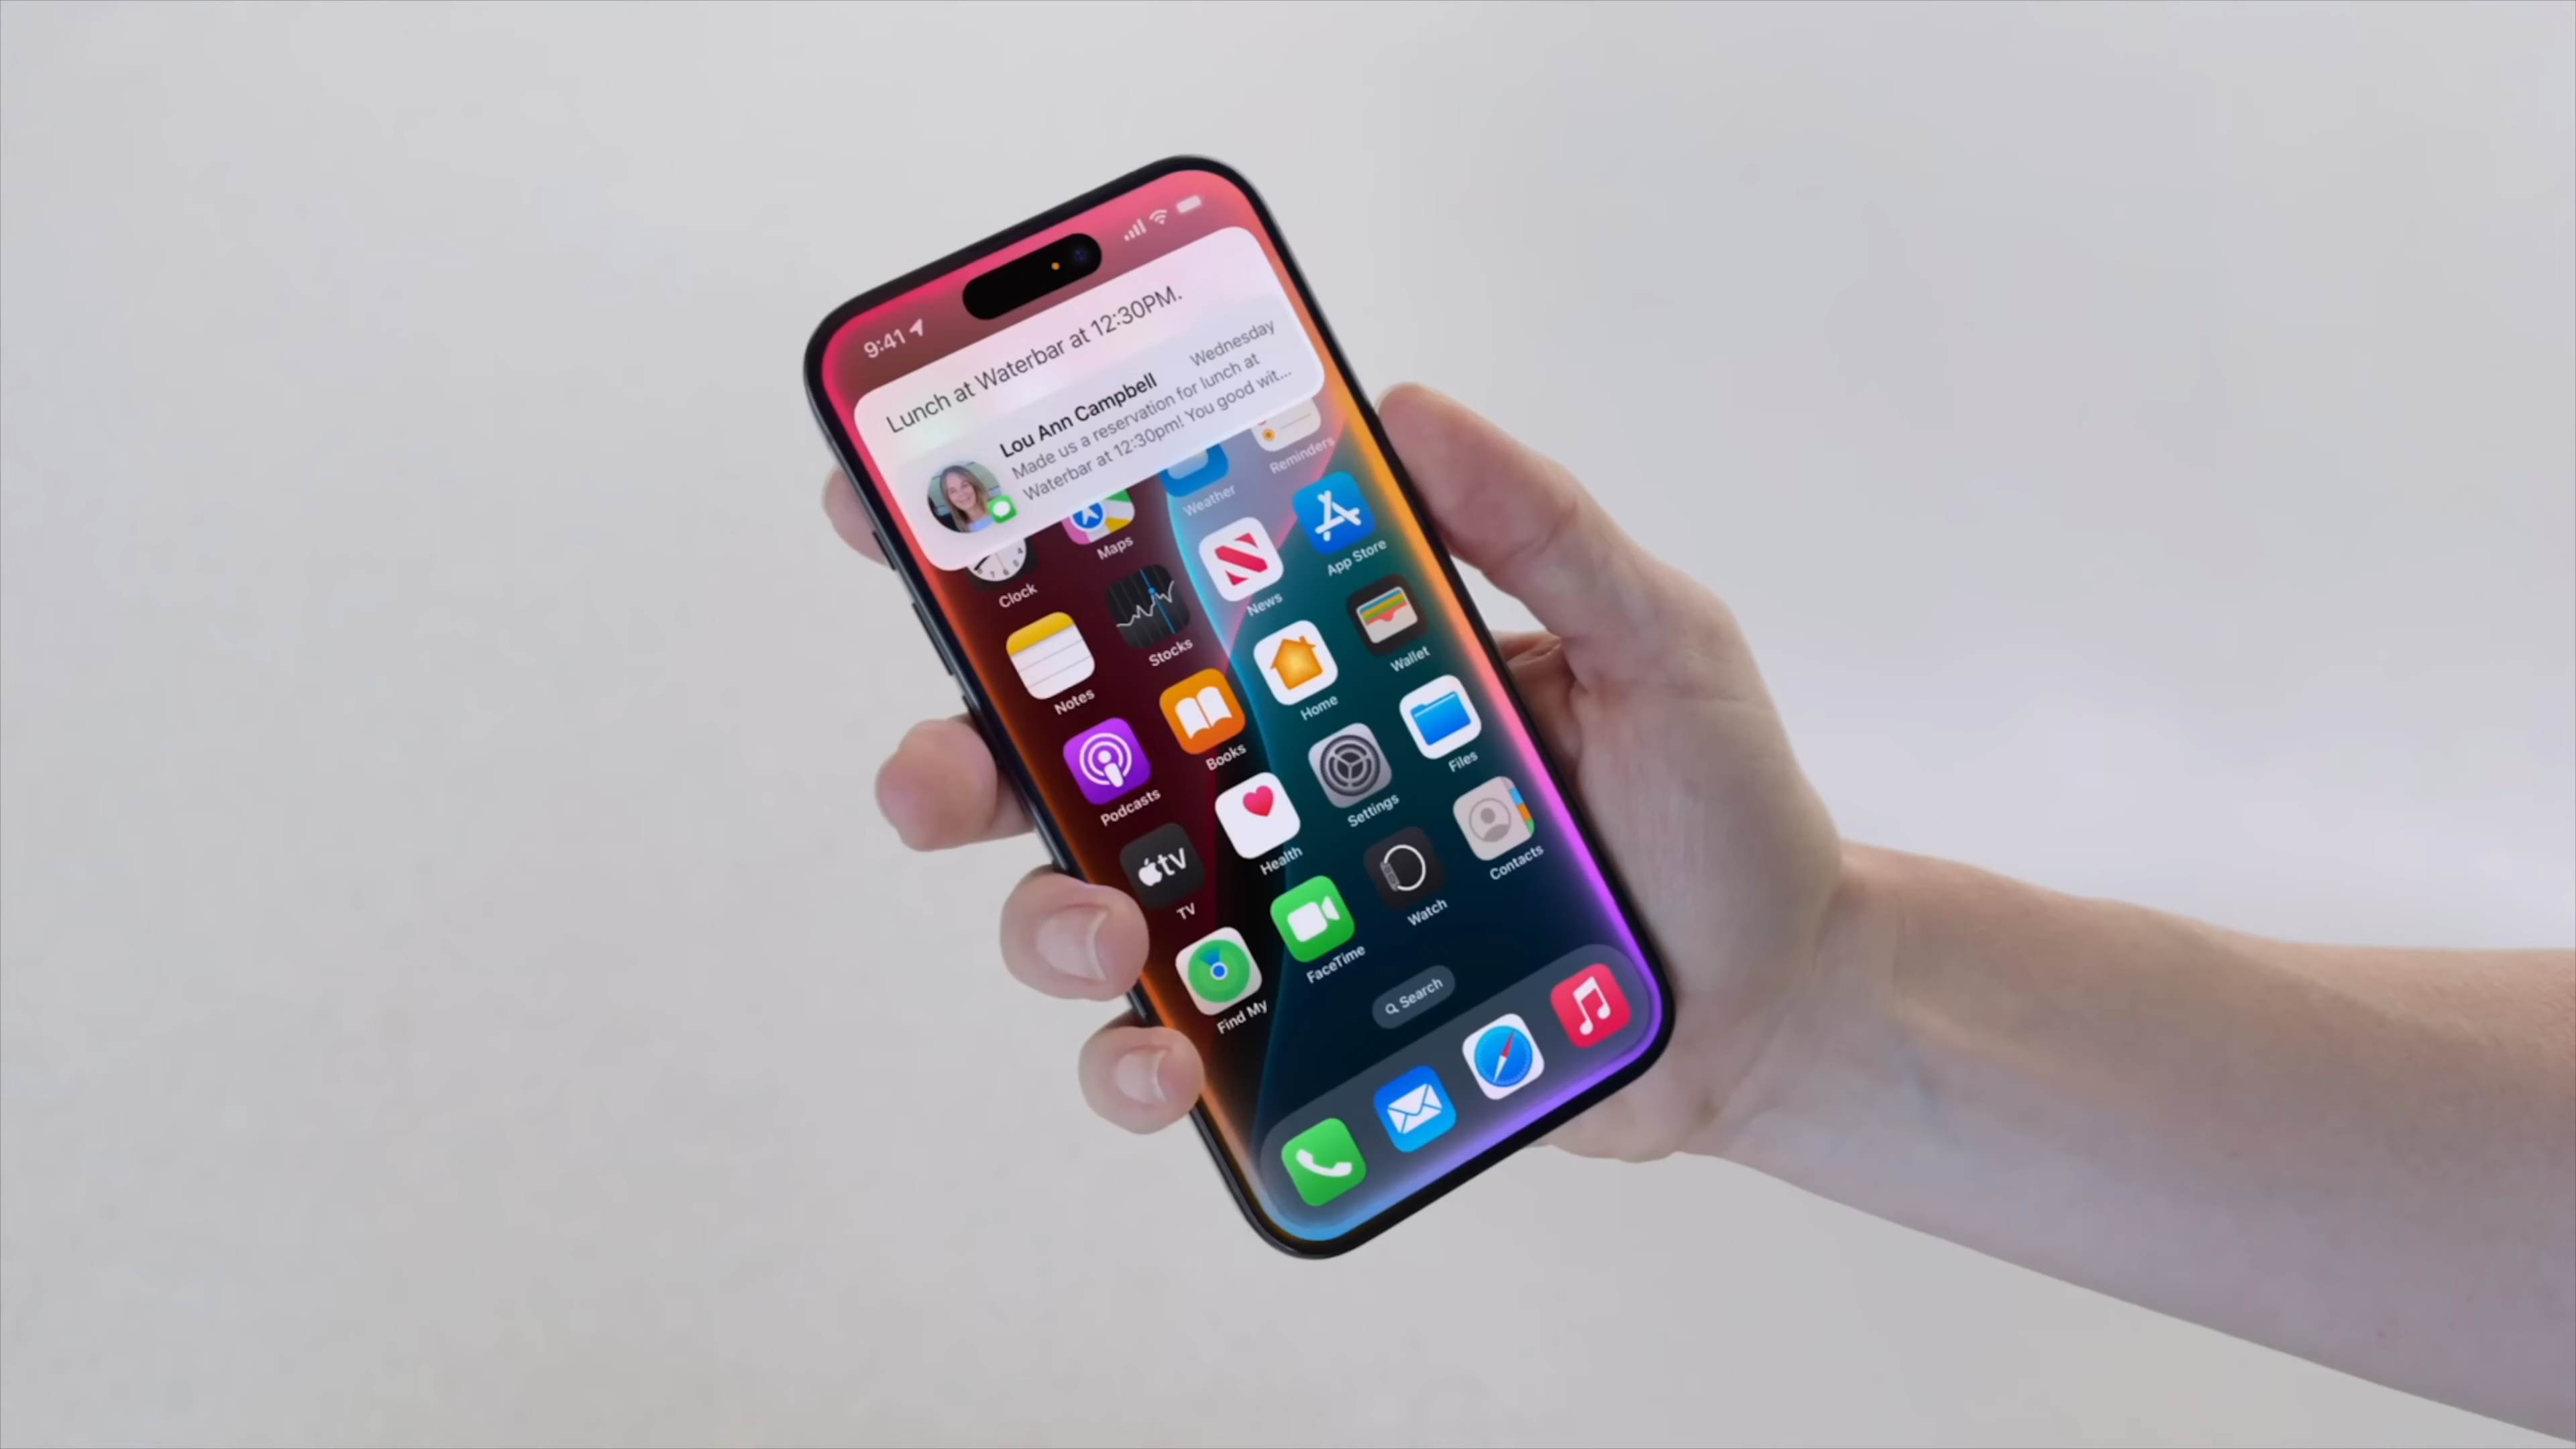 9:41
Lunch at Waterbar at 12:30PM.
Lou Ann Campbell
Wednesday
Made us a reservation for lunch at
Waterbar at 12:30pm! You good wit...
Clock
Maps
Weather
Reminders
Notes
Stocks
News
App Store
Podcasts
Books
Home
Wallet
tv
TV
Health
Settings
Files
Find My
FaceTime
Watch
Contacts
Search